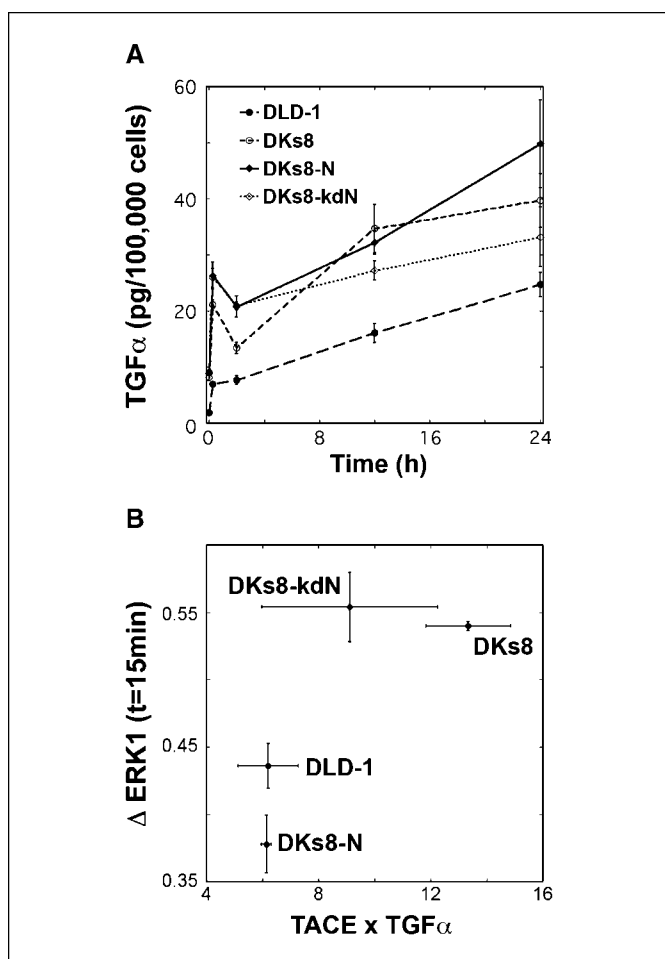 A
60
40
20
0
TGFα (pg/100,000 cells)
DLD-1
DKs8
DKs8-N
DKs8-kdN
0 8 16 24
Time (h)
B
0.55
0.45
0.35
Δ ERK1 (t=15min)
DKs8-kdN
DKs8
DLD-1
DKs8-N
4 8 12 16
TACE x TGFα